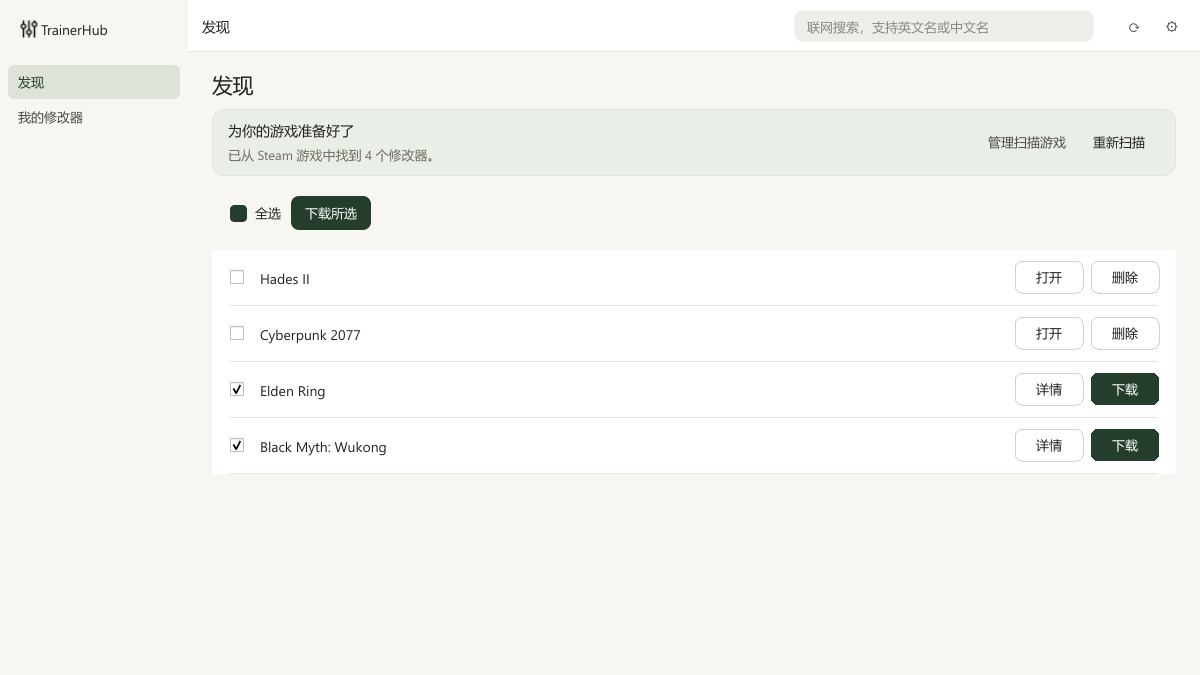 TrainerHub
发现
联网搜索，支持英文名或中文名
发现
我的修改器
发现
为你的游戏准备好了
已从 Steam 游戏中找到 4 个修改器。
管理扫描游戏
重新扫描
全选
下载所选
Hades II
打开
删除
Cyberpunk 2077
打开
删除
Elden Ring
详情
下载
Black Myth: Wukong
详情
下载